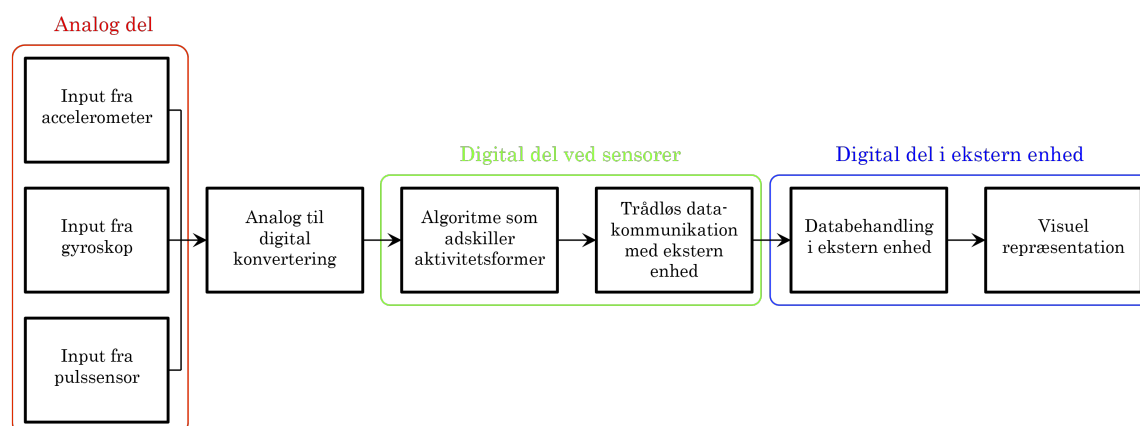 Analog del
Input fra
accelerometer
Input fra
gyroskop
Input fra
pulssensor
Analog til
digital
konvertering
Digital del ved sensorer
Algoritme som
adskiller
aktivitetsformer
Trådløs data-
kommunikation
med ekstern
enhed
Digital del i ekstern enhed
Databehandling
i ekstern enhed
Visuel
repræsentation